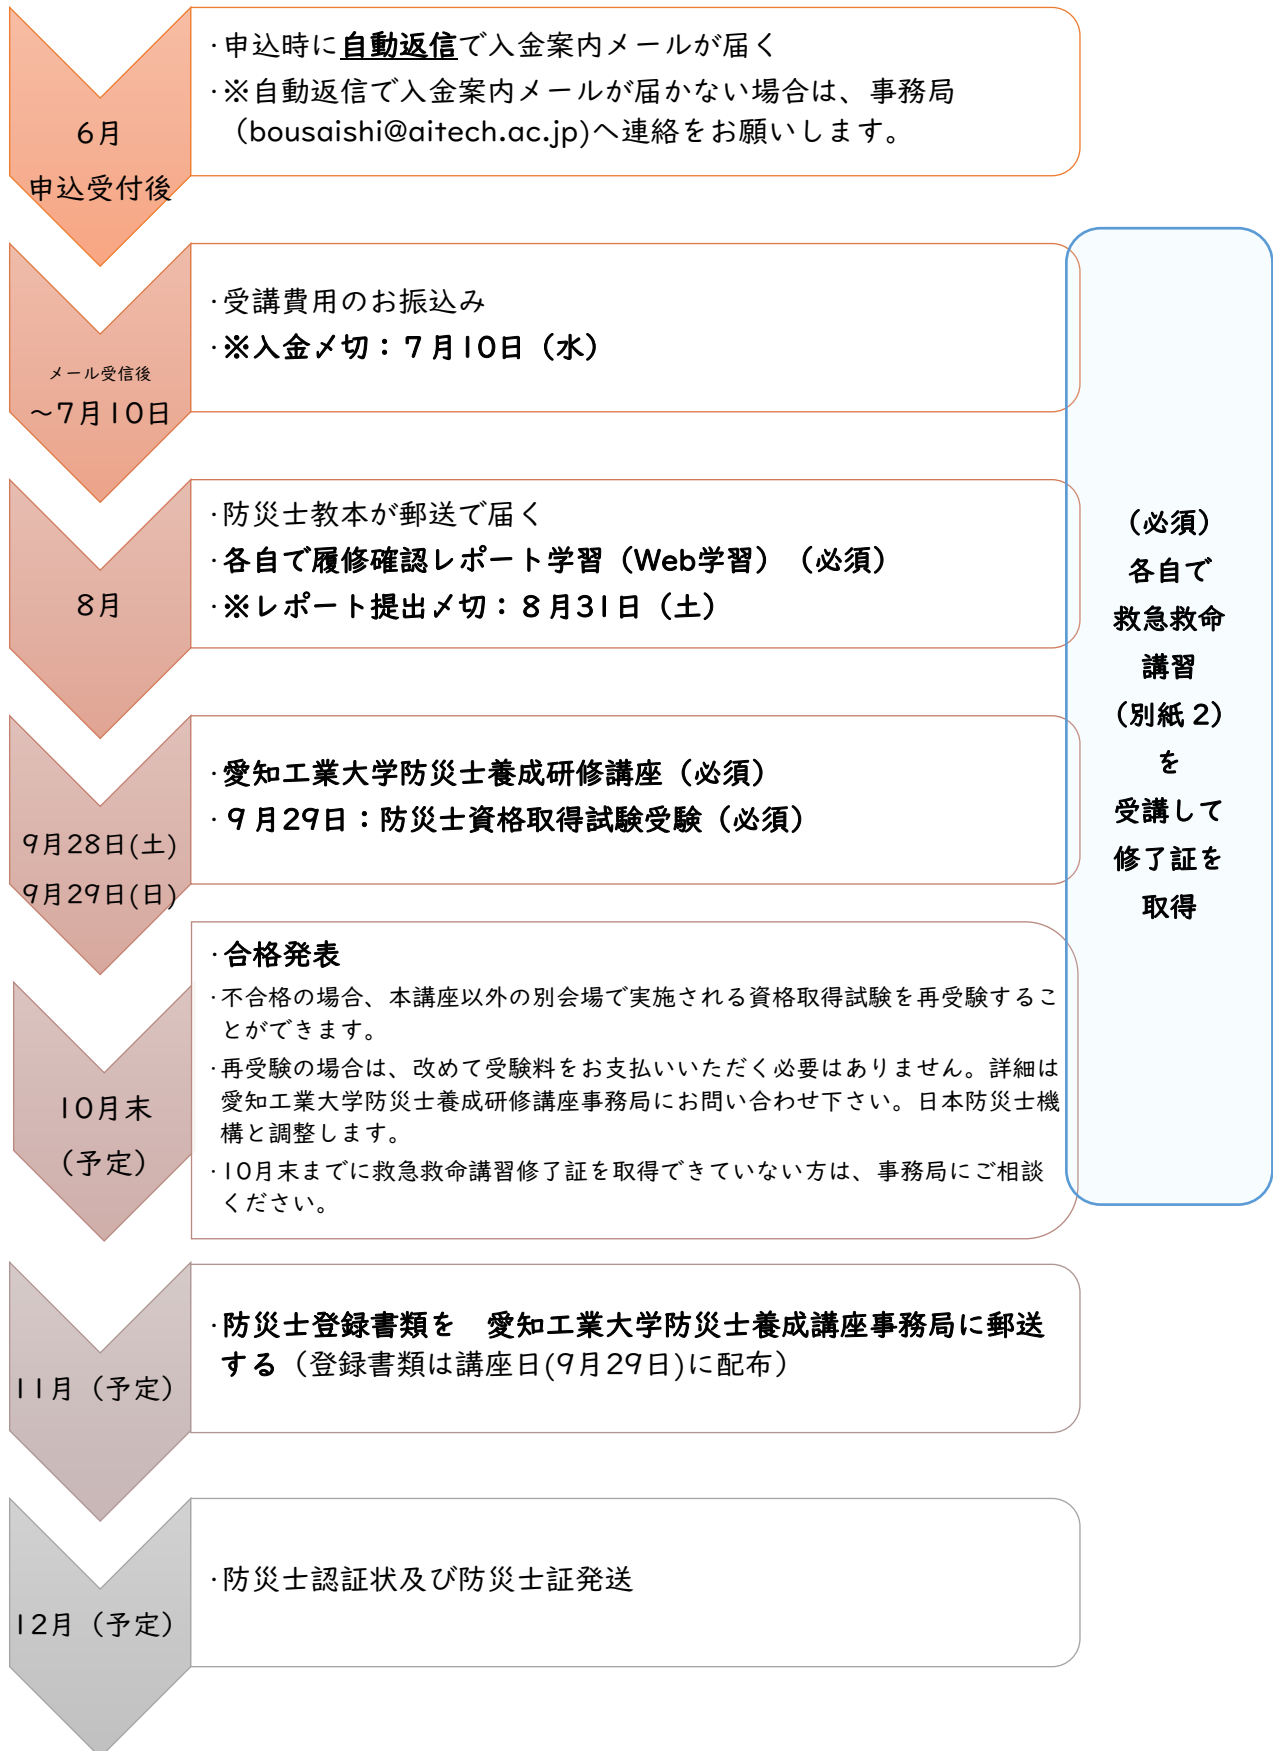 6月
申込受付後
・申込時に自動返信で入金案内メールが届く
・※自動返信で入金案内メールが届かない場合は、事務局
（bousaishi@aitech.ac.jp)へ連絡をお願いします。
メール受信後
～7月10日
・受講費用のお振込み
・※入金〆切：７月10日（水）
8月
・防災士教本が郵送で届く
・各自で履修確認レポート学習（Web学習）（必須）
・※レポート提出〆切：８月31日（土）
9月28日(土)
9月29日(日)
・愛知工業大学防災士養成研修講座（必須）
・９月29日：防災士資格取得試験受験（必須）
10月末
（予定）
・合格発表
・不合格の場合、本講座以外の別会場で実施される資格取得試験を再受験するこ
とができます。
・再受験の場合は、改めて受験料をお支払いいただく必要はありません。詳細は
愛知工業大学防災士養成研修講座事務局にお問い合わせ下さい。日本防災士機
構と調整します。
・10月末までに救急救命講習修了証を取得できていない方は、事務局にご相談
ください。
11月（予定）
・防災士登録書類を　愛知工業大学防災士養成講座事務局に郵送
する（登録書類は講座日(9月29日)に配布）
12月（予定）
・防災士認証状及び防災士証発送
（必須）
各自で
救急救命
講習
（別紙２）
を
受講して
修了証を
取得